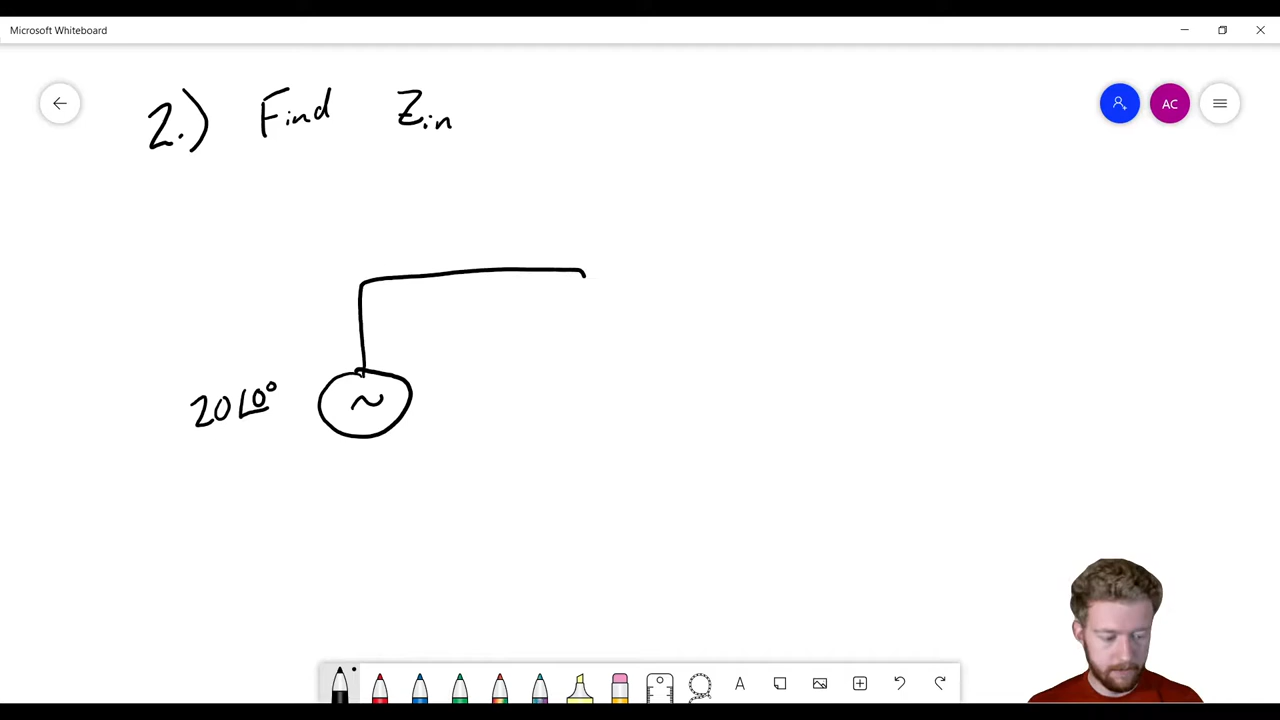 Microsoft Whiteboard
2.) Find Zin
AC
20∠0°
~
A